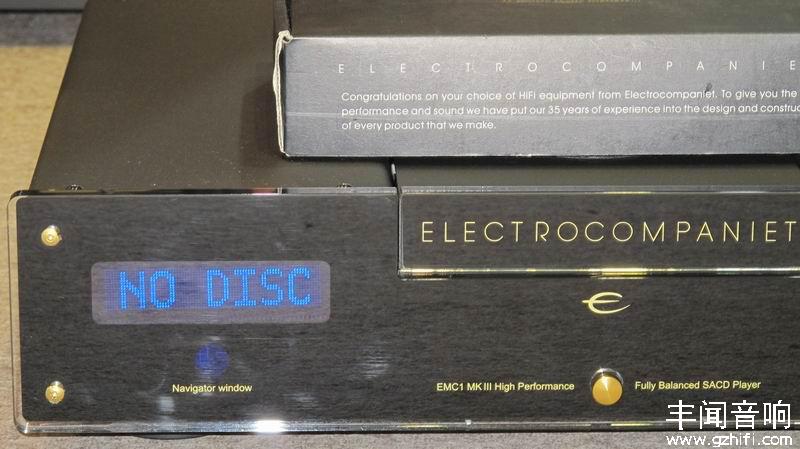 ELECTROCOMPANIE
Congratulations on your choice of HiFi equipment from Electrocompaniet. To give you the
performance and sound we have put our 35 years of experience into the design and construc
of every product that we make.
ELECTROCOMPANIET
NO DISC
Navigator window
EMC1 MK III High Performance
Fully Balanced SACD Player
丰闻音响
www.gzhifi.com